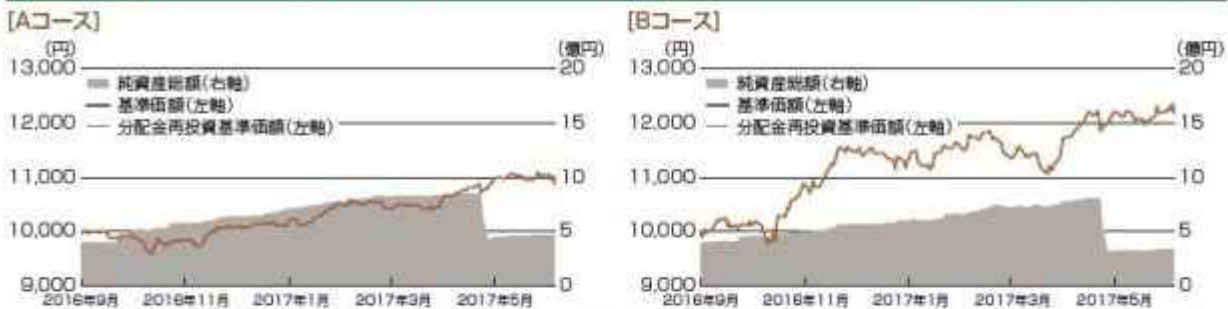 [Aコース]
(円)
(億円)
13,000
20
純資産総額(右軸)
基準価額(左軸)
12,000
15
分配金再投資基準価額(左軸)
11,000
10
10,000
5
9,000
0
2016年9月
2016年11月
2017年1月
2017年3月
2017年5月
[Bコース]
(円)
(億円)
13,000
20
純資産総額(右軸)
基準価額(左軸)
12,000
15
分配金再投資基準価額(左軸)
11,000
10
10,000
5
9,000
0
2016年9月
2016年11月
2017年1月
2017年3月
2017年5月